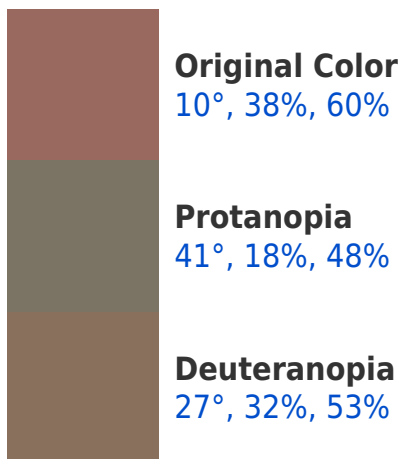 Original Color
10°, 38%, 60%
Protanopia
41°, 18%, 48%
Deuteranopia
27°, 32%, 53%